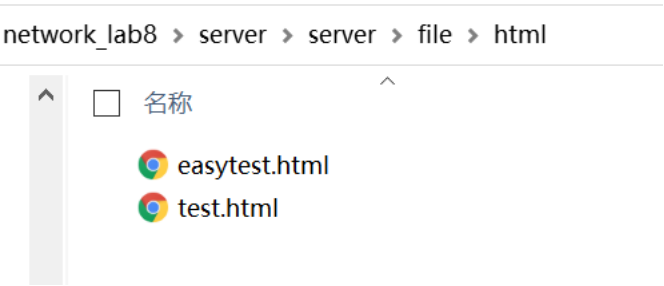 network_lab8 > server > server > file > html
名称
easytest.html
test.html